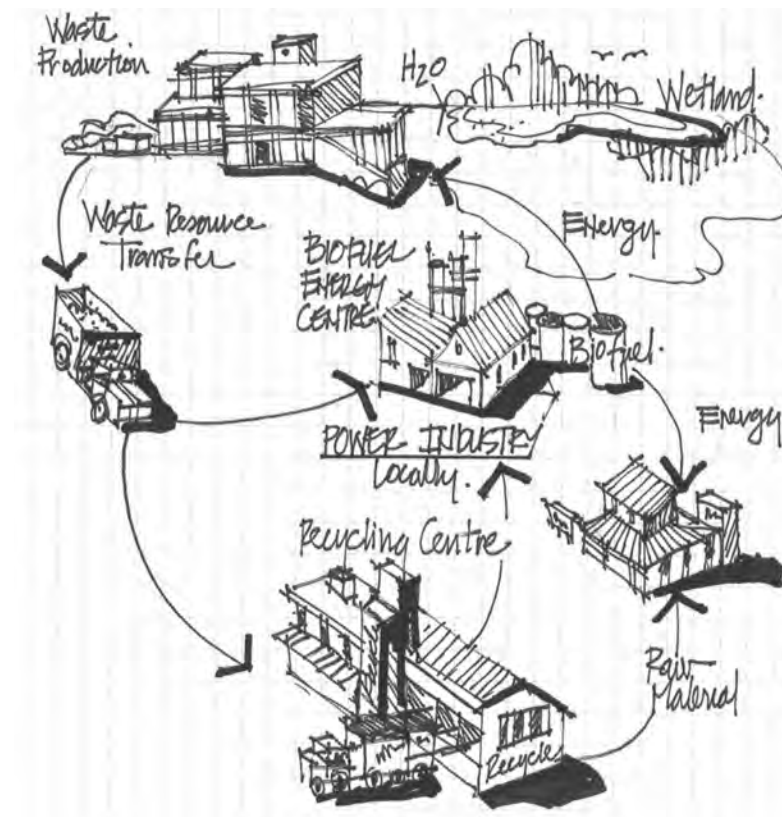 Waste
Production
H2O
Wetland.
Waste Resource
Transfer
BIOFUEL
ENERGY
CENTRE
Energy.
Biofuel.
Energy
POWER INDUSTRY
Locally.
Recycling Centre
Raw
Material
Recycle